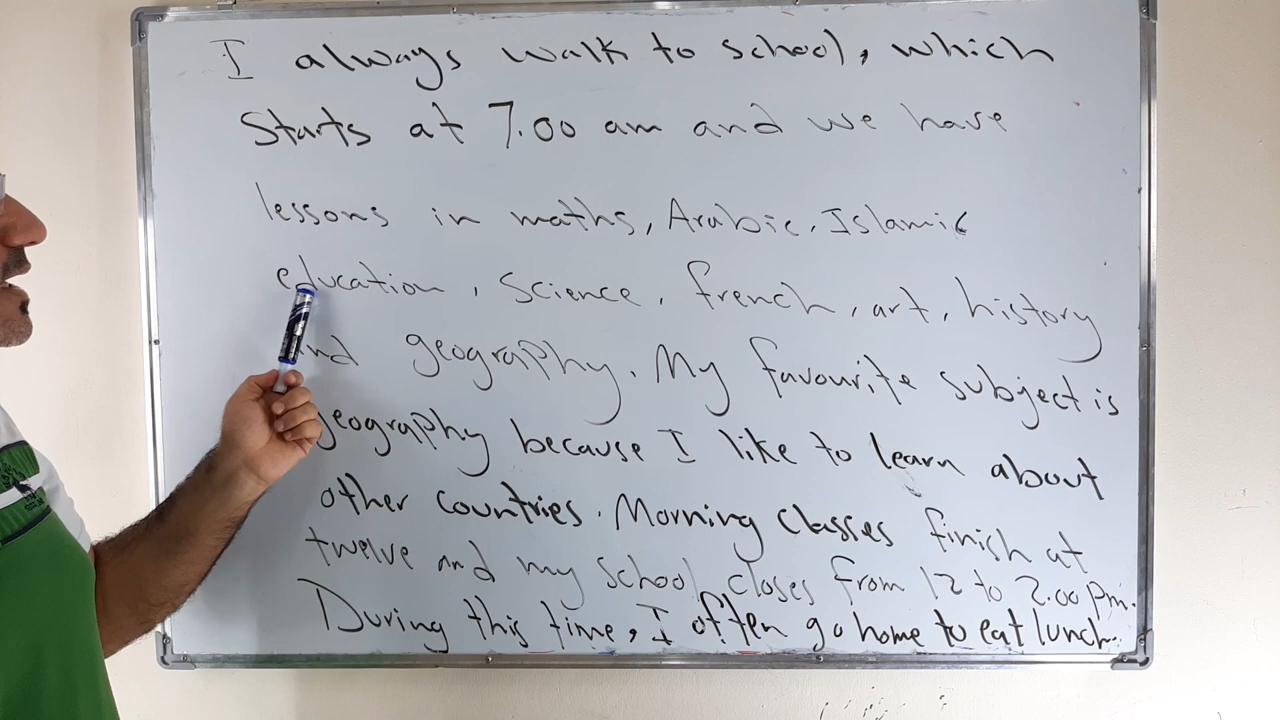 I always walk to school, which
Starts at 7.00 am and we have
lessons in maths, Arabic, Islamic
education, Science, french, art, history
and geography. My favourite subject is
geography because I like to learn about
other countries. Morning classes finish at
twelve and my school closes from 12 to 2.00 pm.
During this time, I often go home to eat lunch.